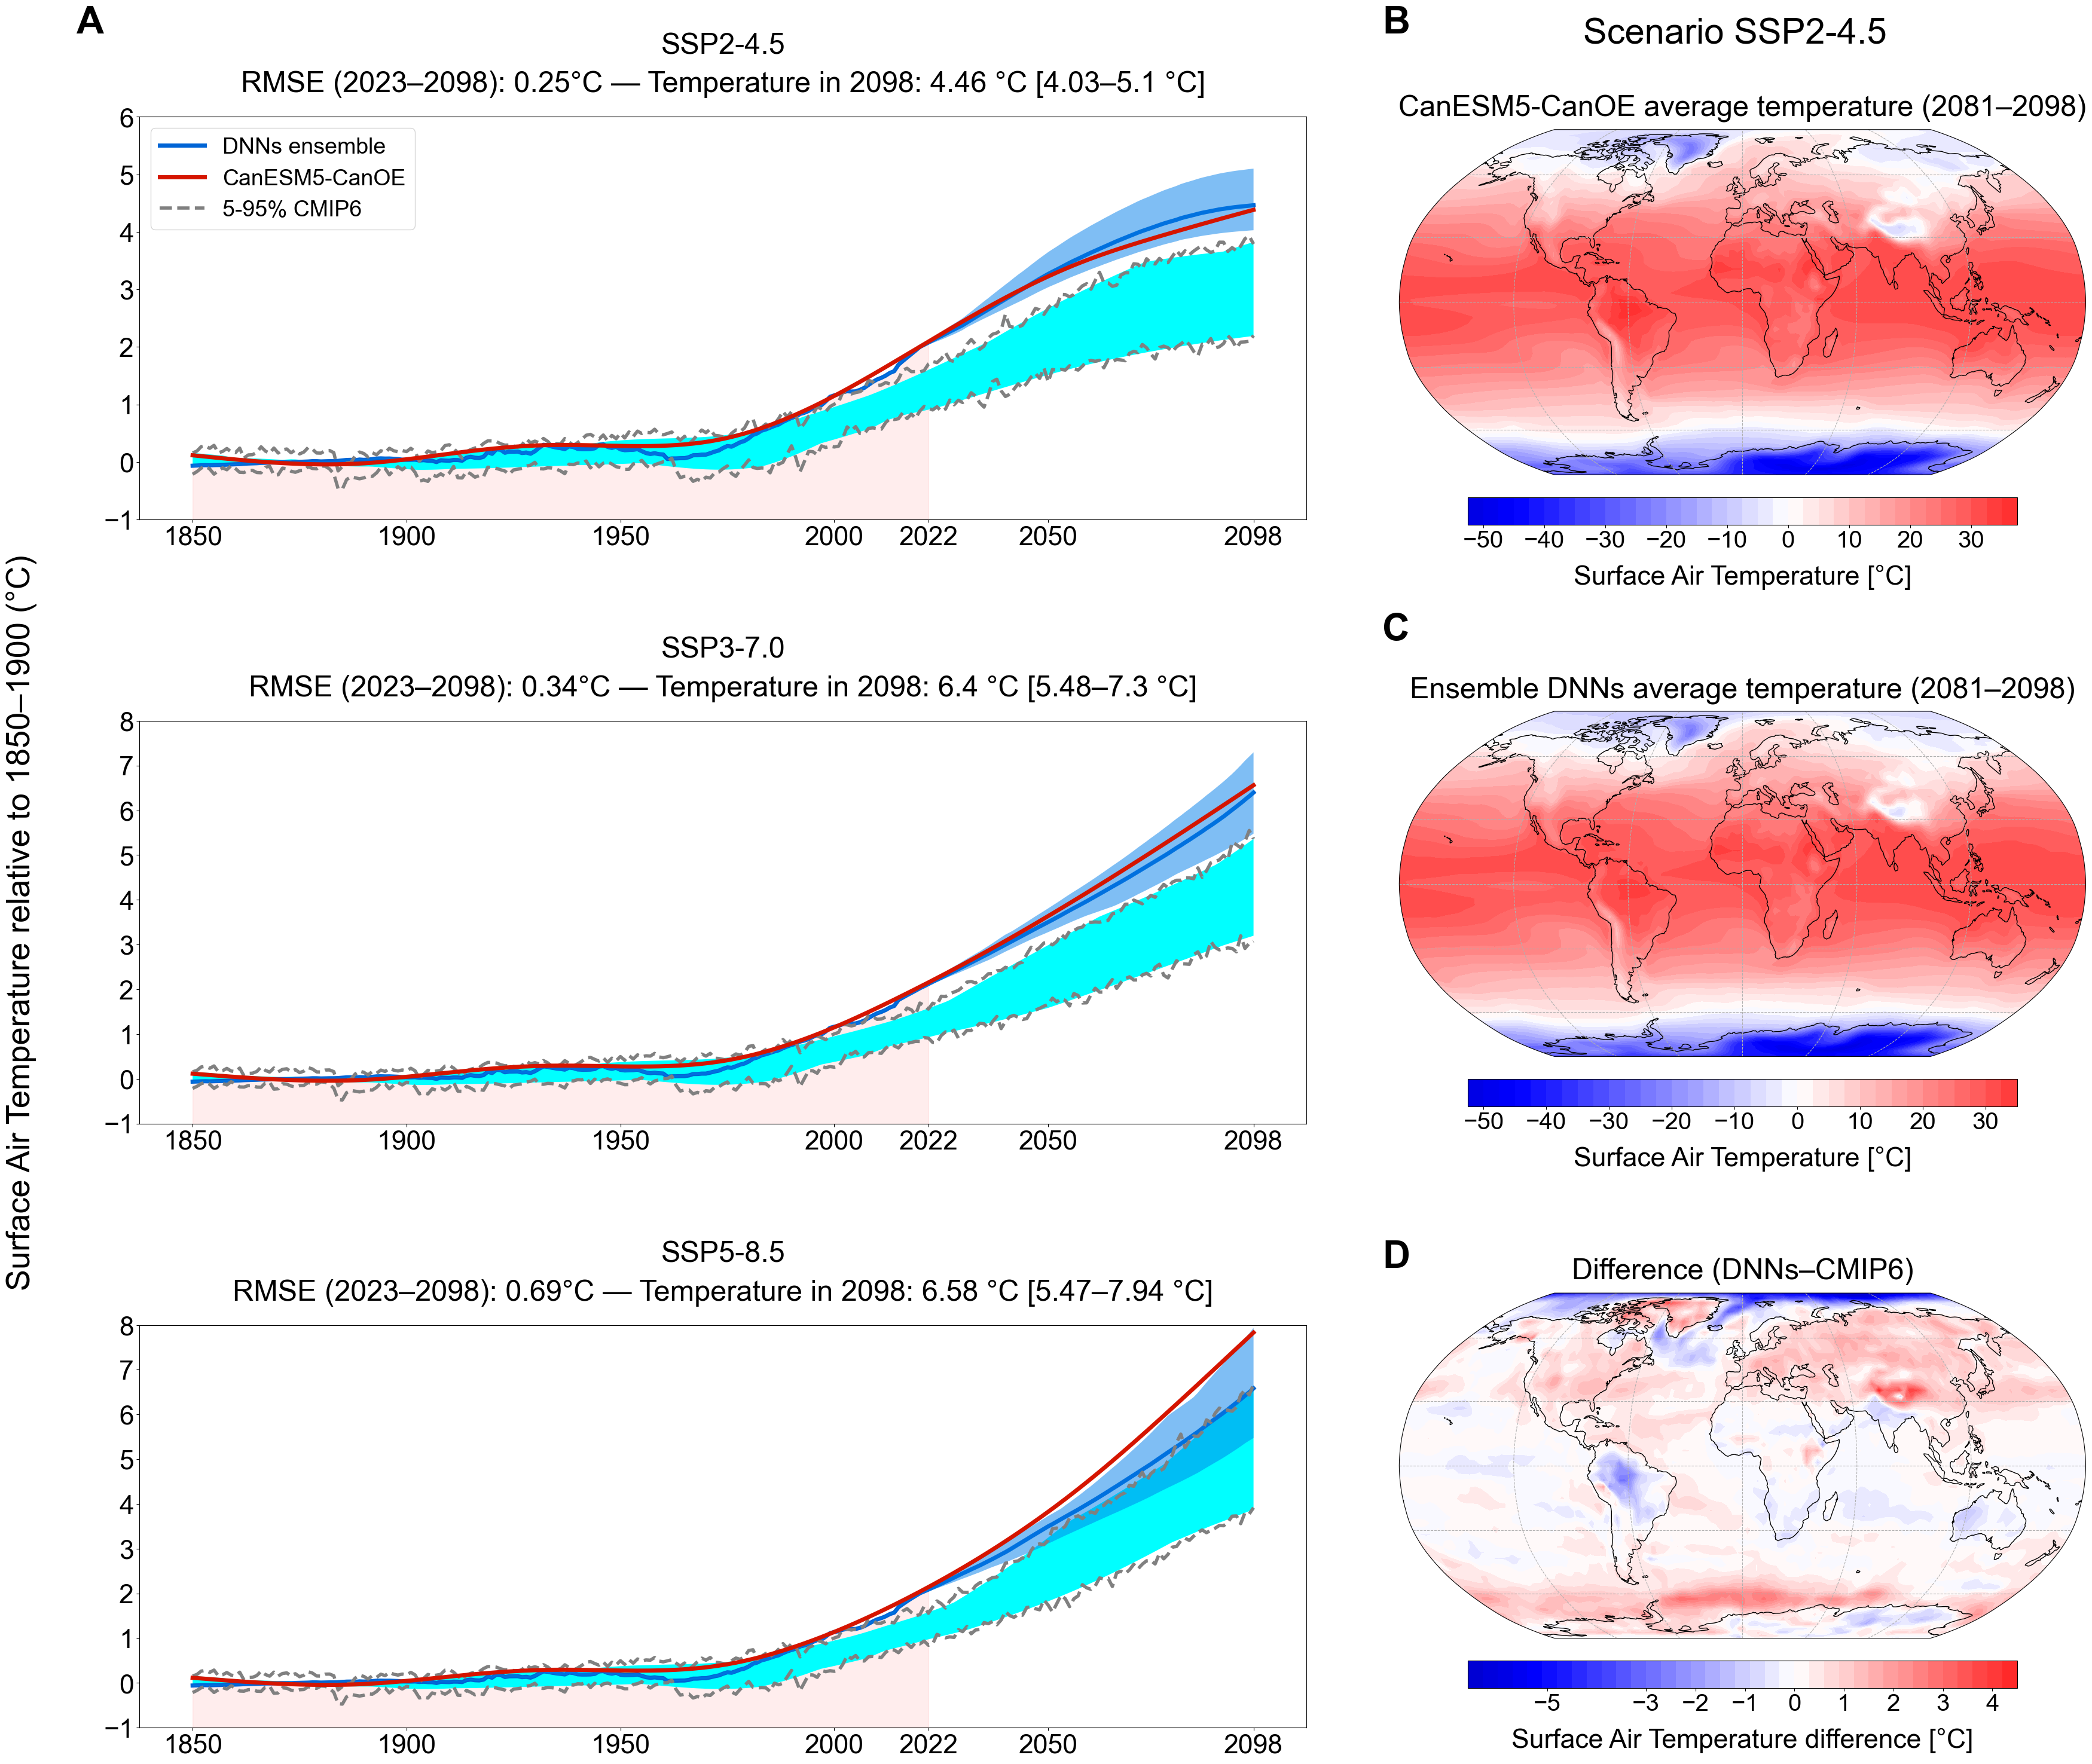 A
SSP2-4.5
RMSE (2023–2098): 0.25°C — Temperature in 2098: 4.46 °C [4.03–5.1 °C]
6
5
4
3
2
1
0
−1
DNNs ensemble
CanESM5-CanOE
5-95% CMIP6
1850 1900 1950 2000 2022 2050 2098
Surface Air Temperature relative to 1850–1900 (°C)
SSP3-7.0
RMSE (2023–2098): 0.34°C — Temperature in 2098: 6.4 °C [5.48–7.3 °C]
8
7
6
5
4
3
2
1
0
−1
1850 1900 1950 2000 2022 2050 2098
SSP5-8.5
RMSE (2023–2098): 0.69°C — Temperature in 2098: 6.58 °C [5.47–7.94 °C]
8
7
6
5
4
3
2
1
0
−1
1850 1900 1950 2000 2022 2050 2098
B
Scenario SSP2-4.5
CanESM5-CanOE average temperature (2081–2098)
−50 −40 −30 −20 −10 0 10 20 30
Surface Air Temperature [°C]
C
Ensemble DNNs average temperature (2081–2098)
−50 −40 −30 −20 −10 0 10 20 30
Surface Air Temperature [°C]
D
Difference (DNNs–CMIP6)
−5 −3 −2 −1 0 1 2 3 4
Surface Air Temperature difference [°C]